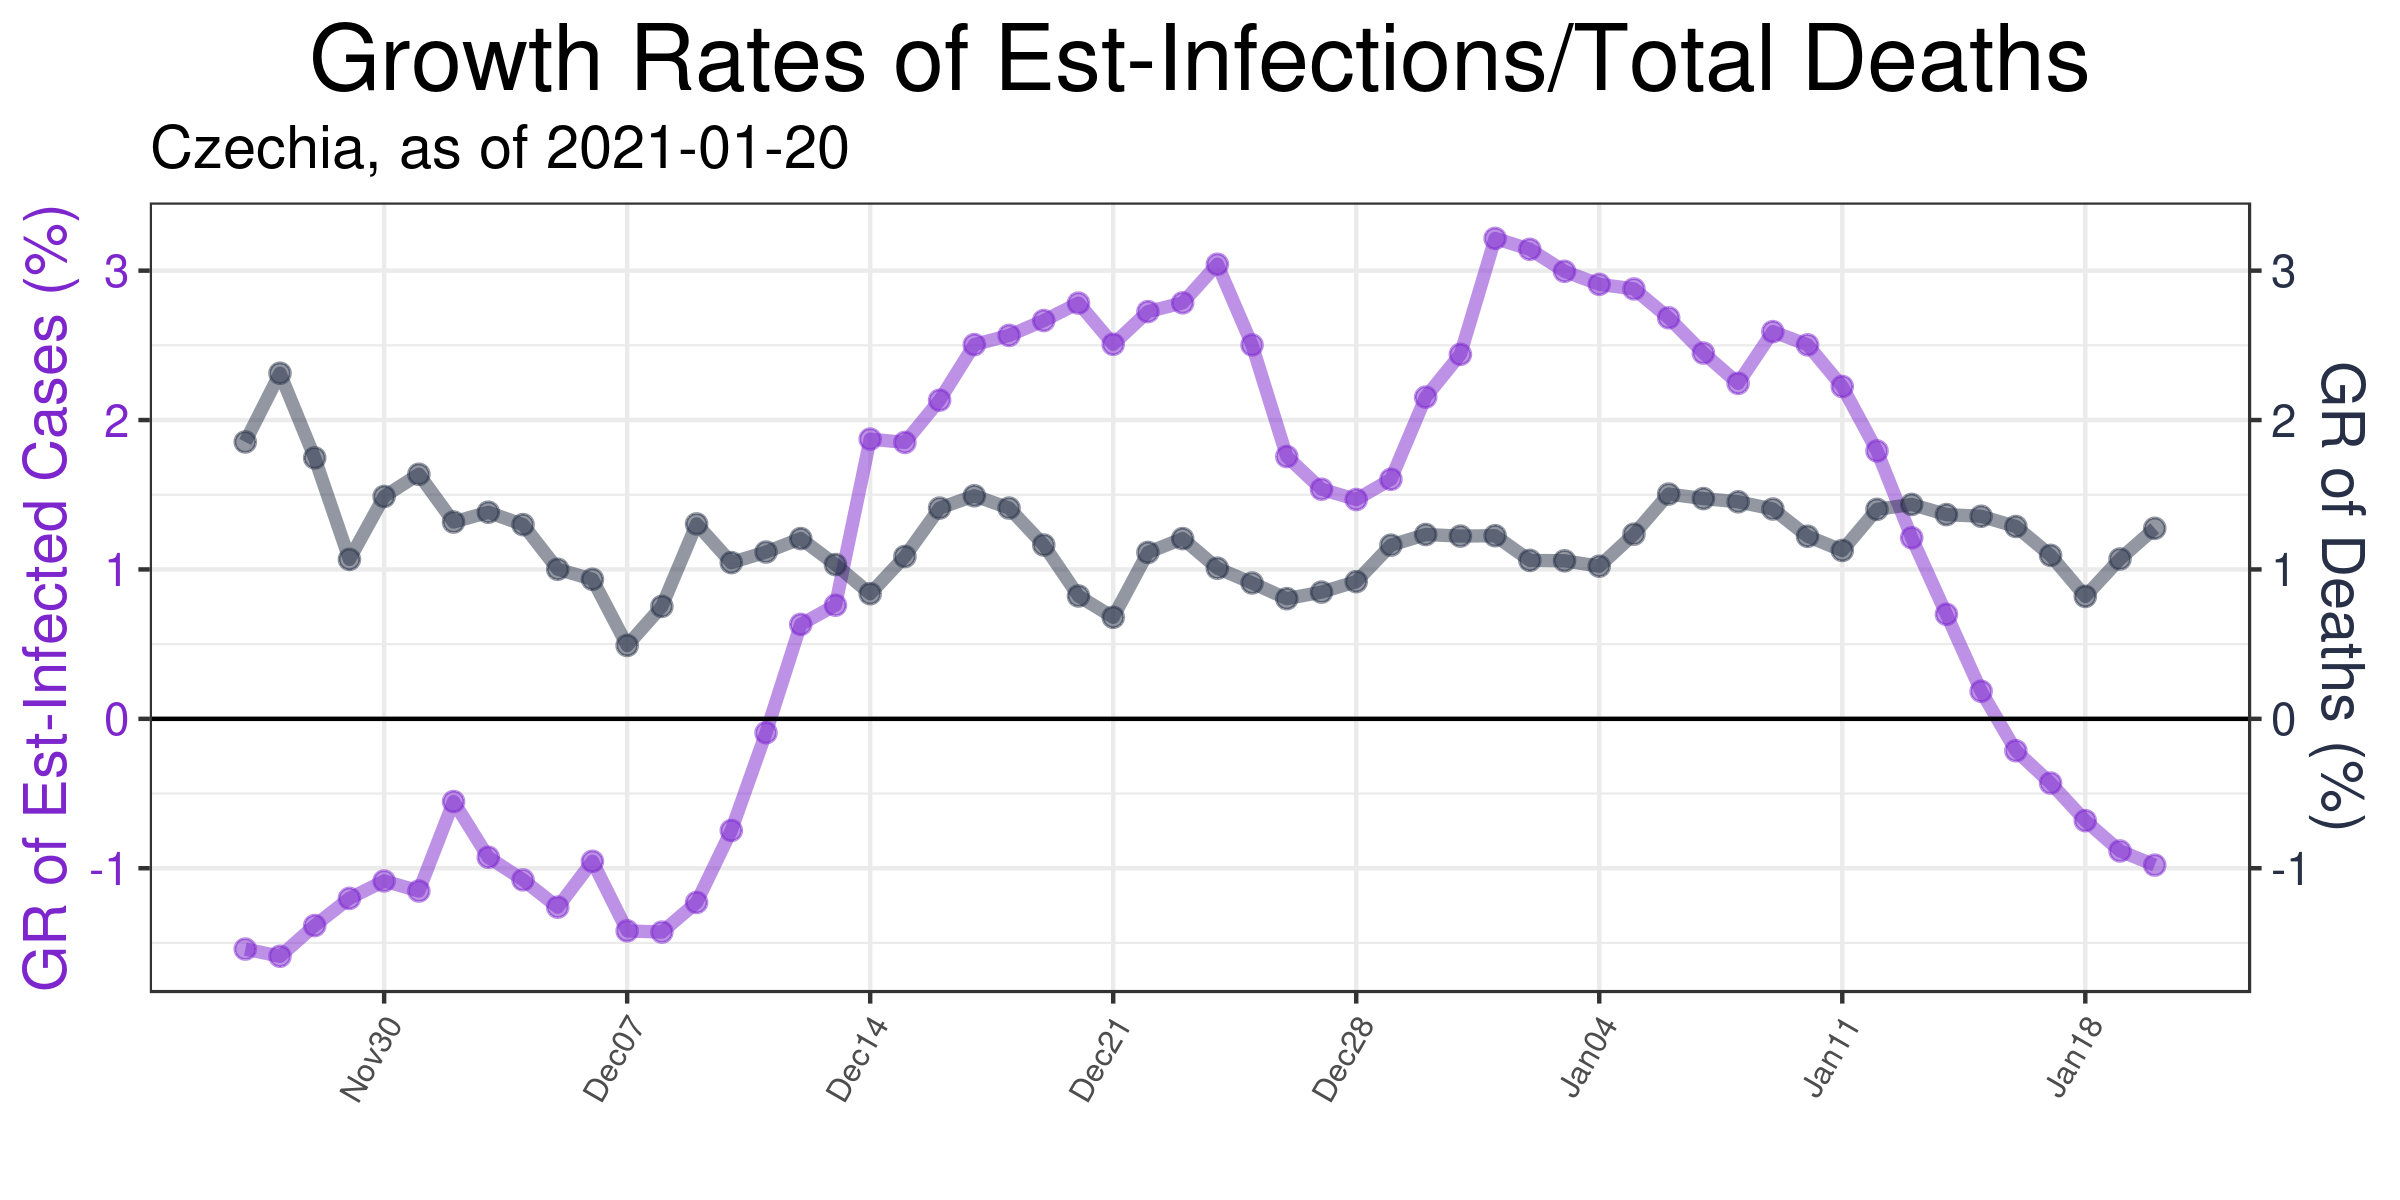 Growth Rates of Est-Infections/Total Deaths
Czechia, as of 2021-01-20
GR of Est-Infected Cases (%)
3
2
1
0
-1
3
2
1
0
-1
GR of Deaths (%)
Nov30
Dec07
Dec14
Dec21
Dec28
Jan04
Jan11
Jan18